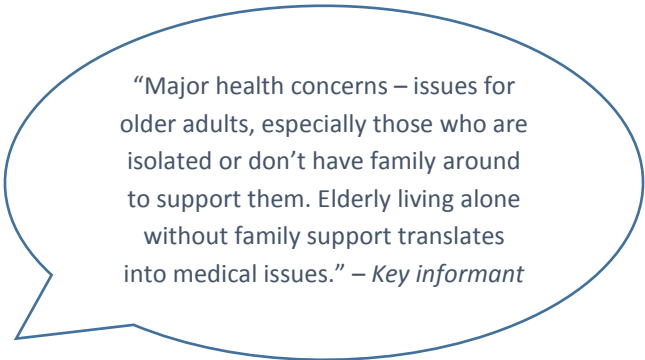 “Major health concerns – issues for
older adults, especially those who are
isolated or don’t have family around
to support them. Elderly living alone
without family support translates
into medical issues.” – Key informant